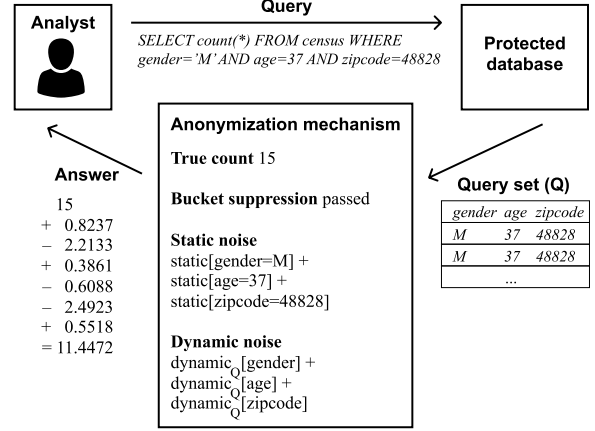 Query
Analyst
SELECT count(*) FROM census WHERE
gender='M' AND age=37 AND zipcode=48828
Protected
database
Anonymization mechanism
True count 15
Bucket suppression passed
Static noise
static[gender=M] +
static[age=37] +
static[zipcode=48828]
Dynamic noise
dynamicQ[gender] +
dynamicQ[age] +
dynamicQ[zipcode]
Query set (Q)
gender age zipcode
M 37 48828
M 37 48828
...
Answer
15
+ 0.8237
– 2.2133
+ 0.3861
– 0.6088
– 2.4923
+ 0.5518
= 11.4472